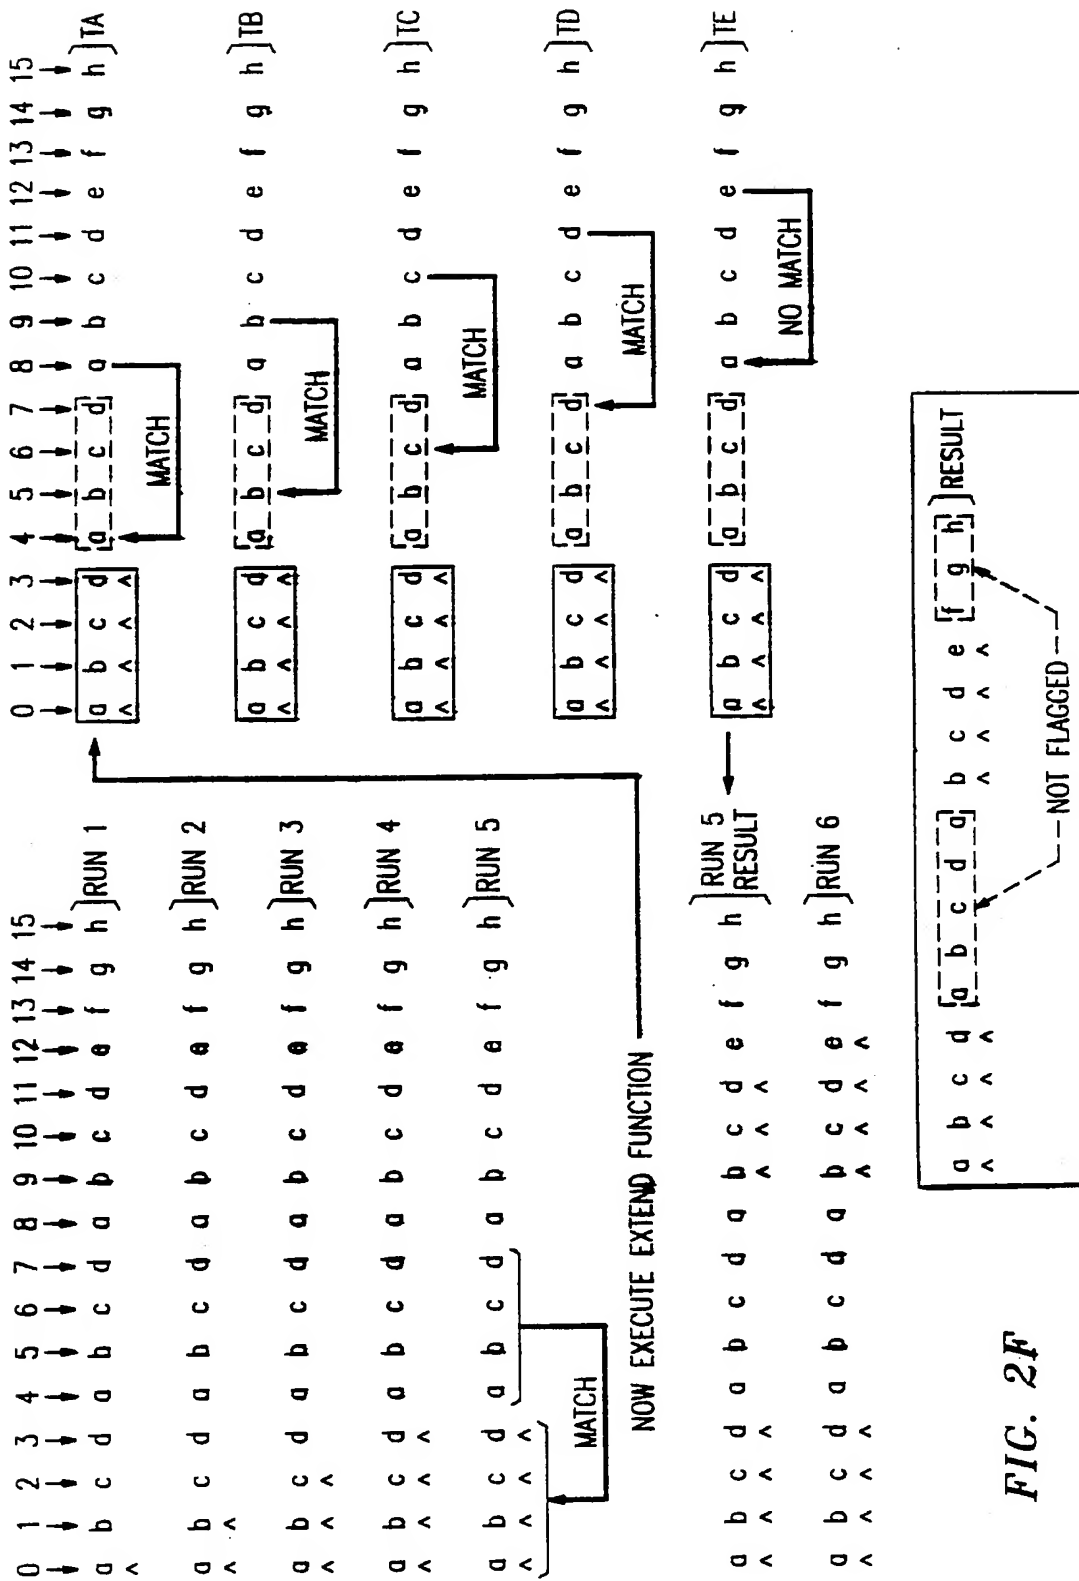 0 1 2 3 4 5 6 7 8 9 10 11 12 13 14 15
a b c d a b c d a b c d e f g h } RUN 1
^
a b c d a b c d a b c d e f g h } RUN 2
^ ^
a b c d a b c d a b c d e f g h } RUN 3
^ ^ ^
a b c d a b c d a b c d e f g h } RUN 4
^ ^ ^ ^
a b c d a b c d a b c d e f g h } RUN 5
^ ^ ^ ^
MATCH
NOW EXECUTE EXTEND FUNCTION
a b c d a b c d a b c d e f g h } RUN 5
RESULT
^ ^ ^ ^ ^ ^ ^
a b c d a b c d a b c d e f g h } RUN 6
^ ^ ^ ^ ^ ^ ^ ^
0 1 2 3 4 5 6 7 8 9 10 11 12 13 14 15
a b c d a b c d a b c d e f g h } TA
^ ^ ^ ^
MATCH
a b c d a b c d a b c d e f g h } TB
^ ^ ^ ^
MATCH
a b c d a b c d a b c d e f g h } TC
^ ^ ^ ^
MATCH
a b c d a b c d a b c d e f g h } TD
^ ^ ^ ^
MATCH
a b c d a b c d a b c d e f g h } TE
^ ^ ^ ^
NO MATCH
a b c d a b c d a b c d e f g h } RESULT
^ ^ ^ ^ ^ ^ ^ ^
NOT FLAGGED
FIG. 2F